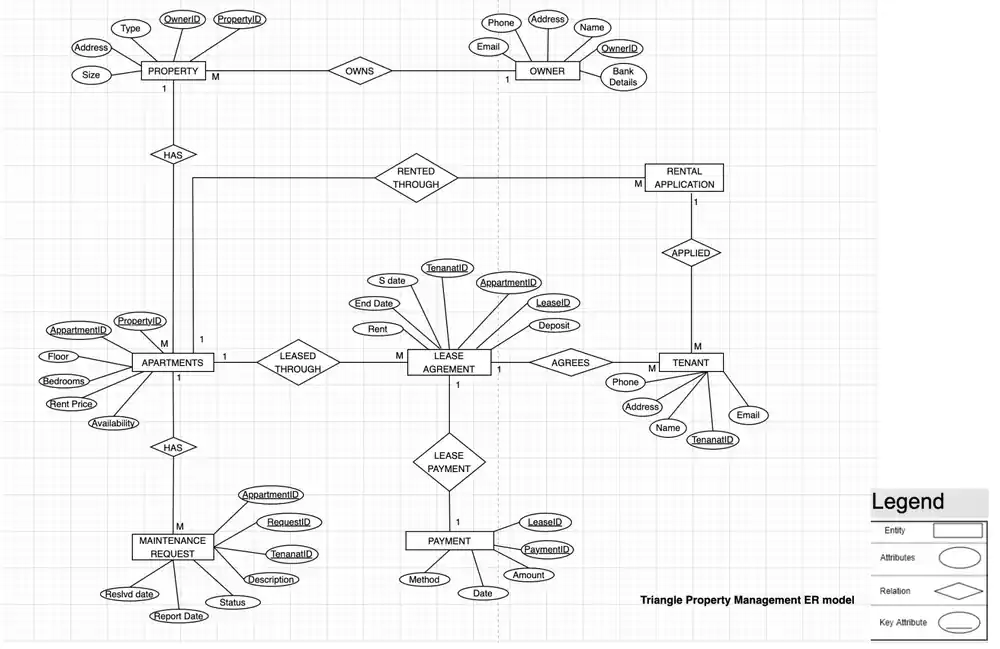 OwnerID
PropertyID
Type
Address
Size
PROPERTY
M
1
OWNS
Phone
Address
Name
Email
OwnerID
OWNER
1
Bank
Details
HAS
RENTED
THROUGH
M
RENTAL
APPLICATION
1
APPLIED
M
TenanatID
S date
AppartmentID
End Date
LeaseID
Rent
Deposit
PropertyID
AppartmentID
M
1
Floor
APARTMENTS
1
LEASED
THROUGH
M
LEASE
AGREMENT
1
AGREES
M
TENANT
Bedrooms
1
1
Phone
Rent Price
Address
Email
Availability
Name
TenanatID
HAS
LEASE
PAYMENT
AppartmentID
M
RequestID
1
LeaseID
MAINTENANCE
REQUEST
PAYMENT
TenanatID
PaymentID
Description
Method
Amount
Reslvd date
Status
Date
Report Date
Triangle Property Management ER model
Legend
Entity
Attributes
Relation
Key Attribute